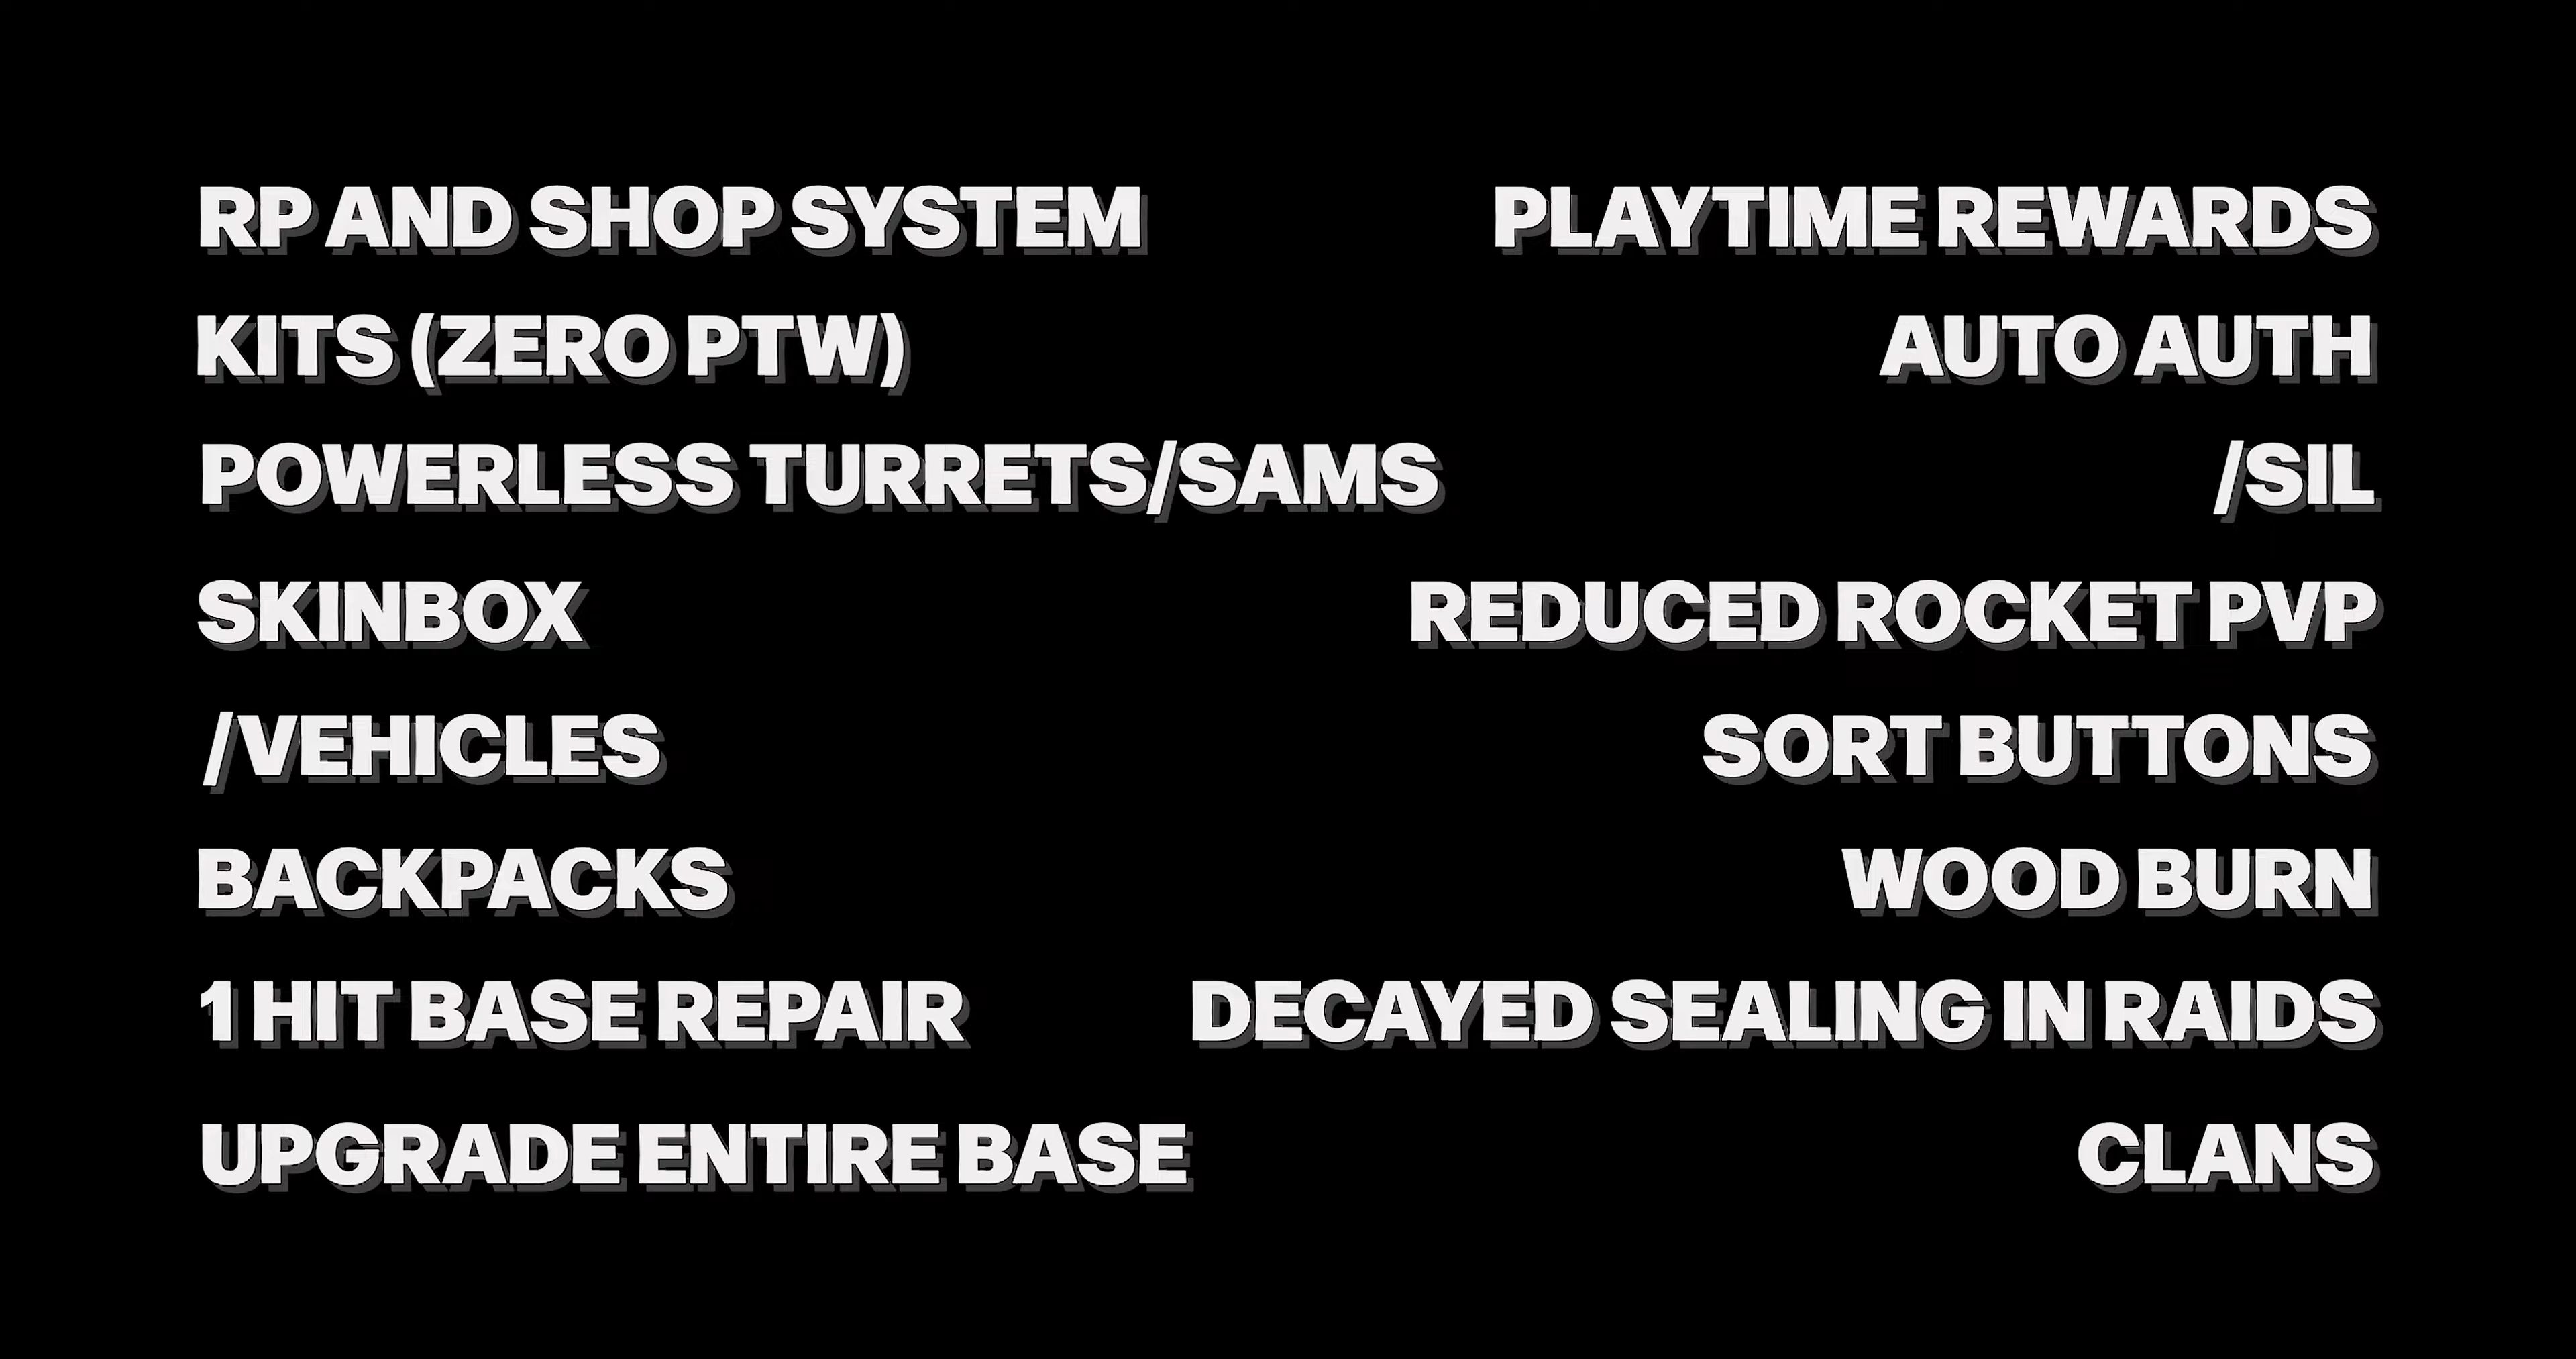 RP AND SHOP SYSTEM
KITS (ZERO PTW)
POWERLESS TURRETS/SAMS
SKINBOX
/VEHICLES
BACKPACKS
1 HIT BASE REPAIR
UPGRADE ENTIRE BASE
PLAYTIME REWARDS
AUTO AUTH
/SIL
REDUCED ROCKET PVP
SORT BUTTONS
WOOD BURN
DECAYED SEALING IN RAIDS
CLANS